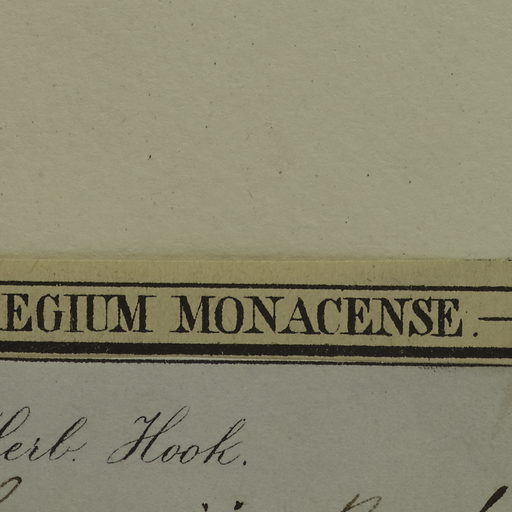 EGIUM MONACENSE.—
Herb. Hook.